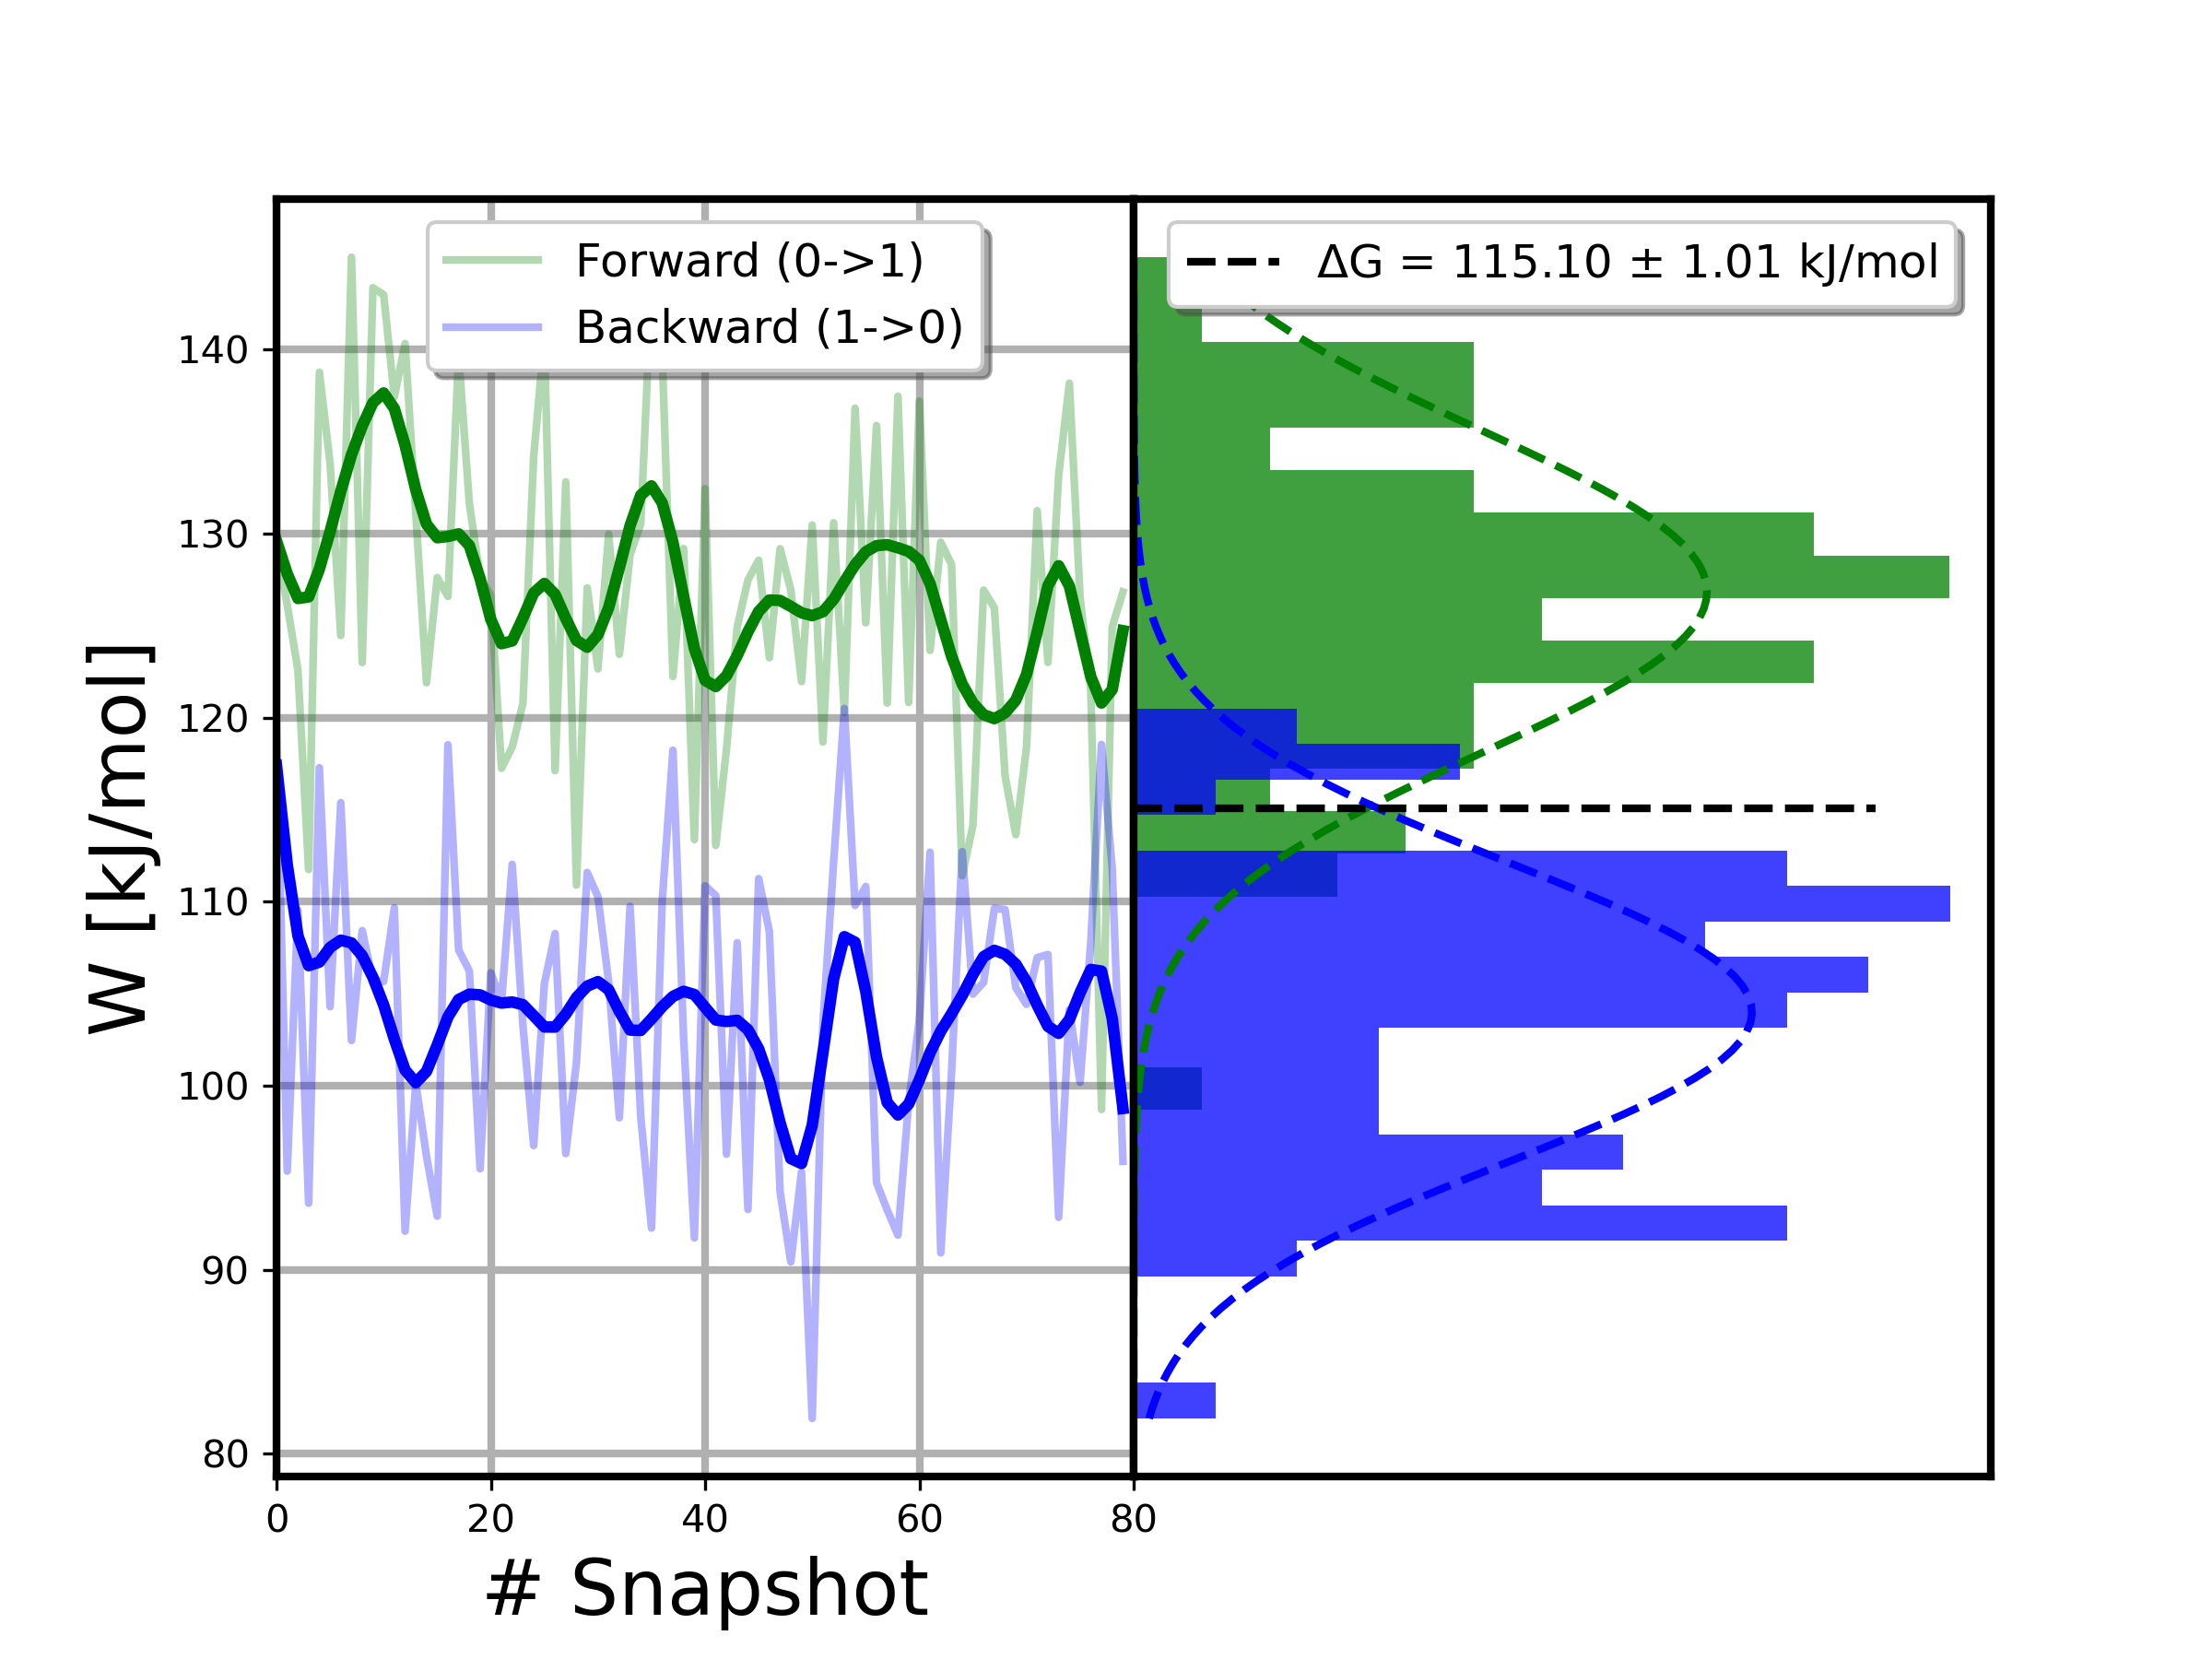 Forward (0->1)
Backward (1->0)
ΔG = 115.10 ± 1.01 kJ/mol
W [kJ/mol]
140
130
120
110
100
90
80
0 20 40 60 80
# Snapshot